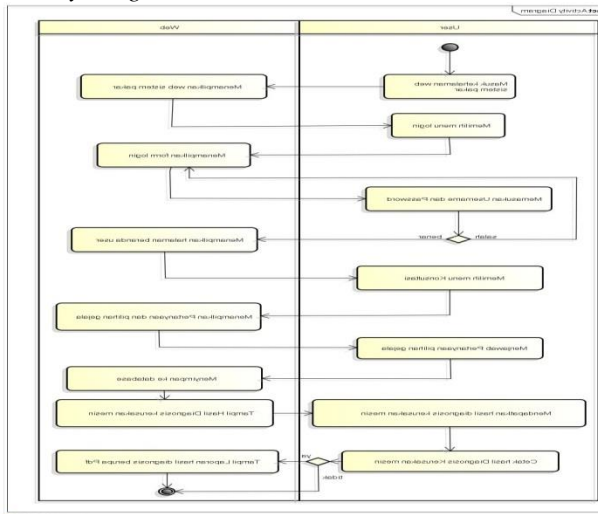 act Activity Diagram
User
Web
Masuk kehalaman web
sistem pakar
Menampilkan web sistem pakar
Memilih menu login
Menampilkan form login
Memasukan Username dan Password
salah
benar
Menampilkan halaman beranda user
Memilih menu Konsultasi
Menampilkan Pertanyaan dan pilihan gejala
Menjawab Pertanyaan pilihan gejala
Menyimpan ke database
Tampil Hasil Diagnosis kerusakan mesin
Mendapatkan hasil diagnosis kerusakan mesin
Cetak hasil Diagnosis Kerusakan mesin
ya
Tampil Laporan hasil diagnosis berupa Pdf
tidak